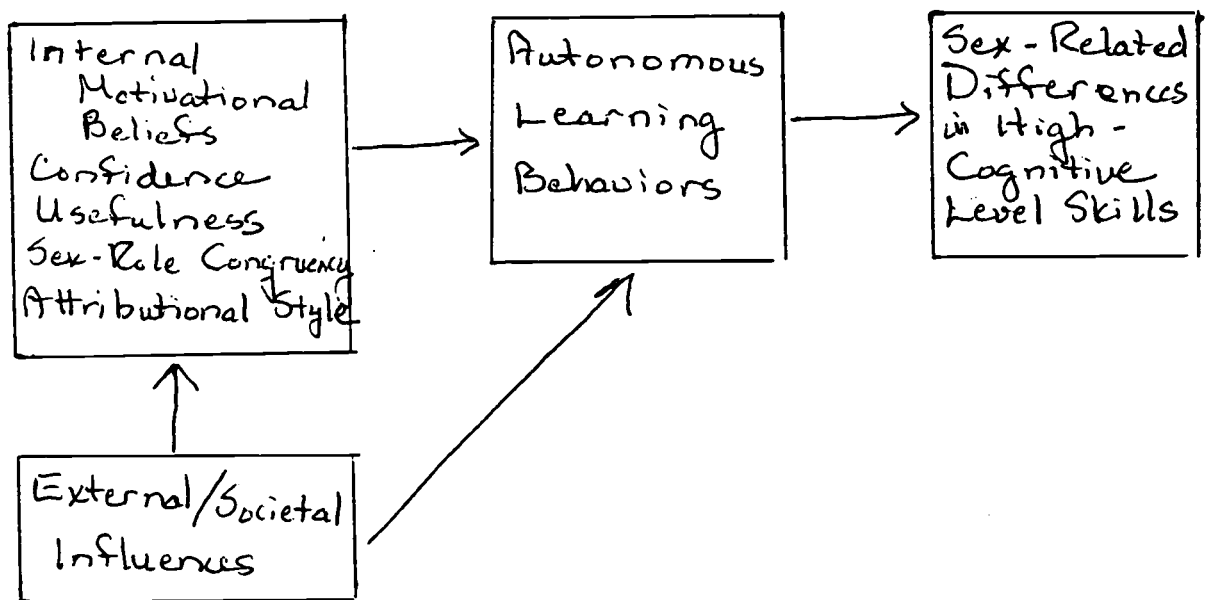 Internal
Motivational
Beliefs
Confidence
Usefulness
Sex-Role Congruency
Attributional Style
Autonomous
Learning
Behaviors
Sex-Related
Differences
in High-
Cognitive
Level Skills
External/Societal
Influences